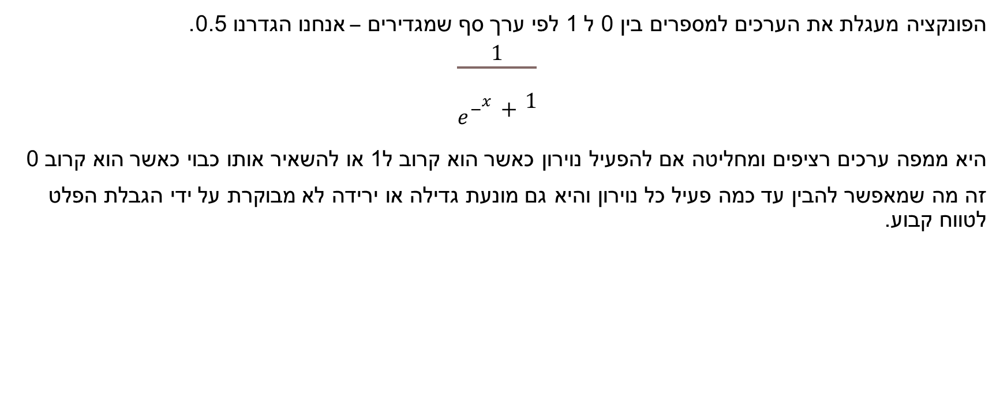 הפונקציה מעגלת את הערכים למספרים בין 0 ל 1 לפי ערך סף שמגדירים – אנחנו הגדרנו 0.5.
1
e^−x + 1
היא ממפה ערכים רציפים ומחליטה אם להפעיל נוירון כאשר הוא קרוב ל1 או להשאיר אותו כבוי כאשר הוא קרוב 0
זה מה שמאפשר להבין עד כמה פעיל כל נוירון והיא גם מונעת גדילה או ירידה לא מבוקרת על ידי הגבלת הפלט
לטווח קבוע.